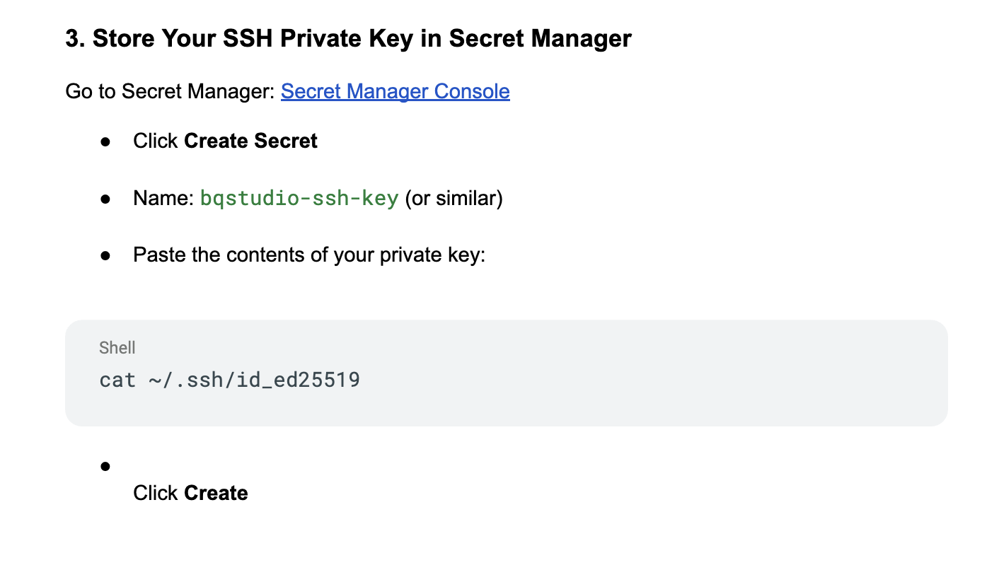 3. Store Your SSH Private Key in Secret Manager
Go to Secret Manager: Secret Manager Console
● Click Create Secret
● Name: bqstudio-ssh-key (or similar)
● Paste the contents of your private key:
Shell
cat ~/.ssh/id_ed25519
●
Click Create